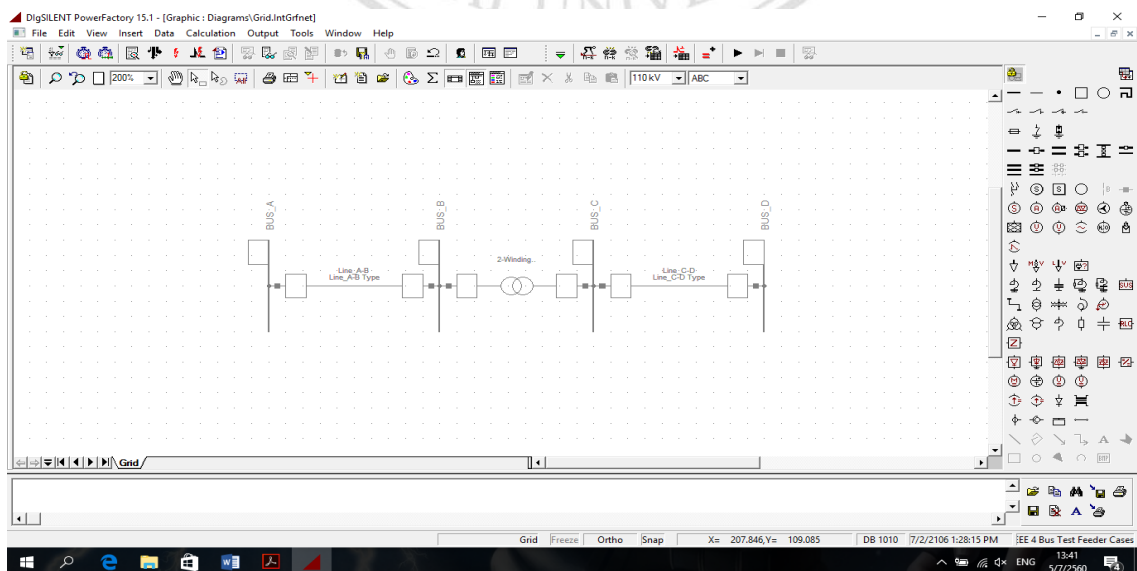 DIgSILENT PowerFactory 15.1 - [Graphic : Diagrams\Grid.IntGrfnet]
File Edit View Insert Data Calculation Output Tools Window Help
200% 110 kV ABC
BUS_A
BUS_B
BUS_C
BUS_D
Line_A-B
Line_A-B Type
2-Winding..
Line_C-D
Line_C-D Type
Grid
Grid Freeze Ortho Snap X= 207.846,Y= 109.085 DB 1010 7/2/2106 1:28:15 PM EEE 4 Bus Test Feeder Cases
ENG
13:41
5/7/2560